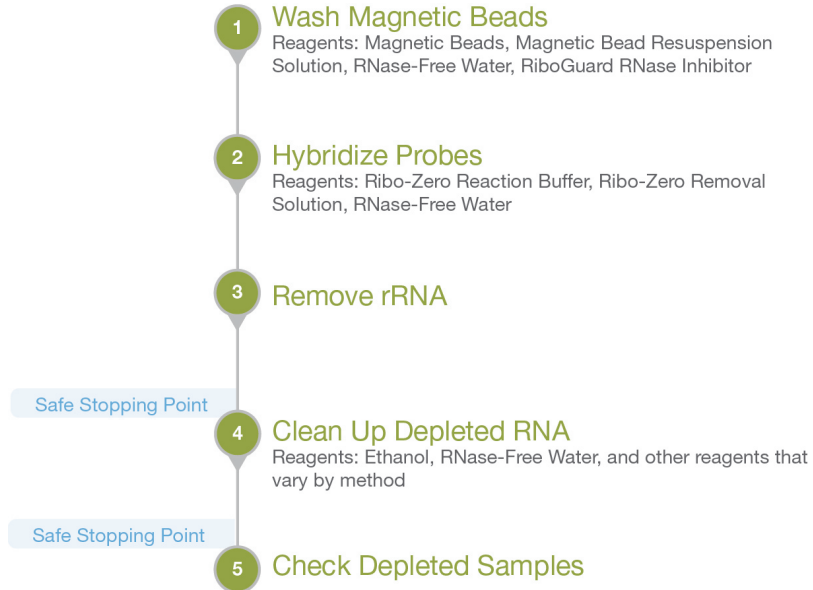 1
Wash Magnetic Beads
Reagents: Magnetic Beads, Magnetic Bead Resuspension
Solution, RNase-Free Water, RiboGuard RNase Inhibitor
2
Hybridize Probes
Reagents: Ribo-Zero Reaction Buffer, Ribo-Zero Removal
Solution, RNase-Free Water
3
Remove rRNA
Safe Stopping Point
4
Clean Up Depleted RNA
Reagents: Ethanol, RNase-Free Water, and other reagents that
vary by method
Safe Stopping Point
5
Check Depleted Samples